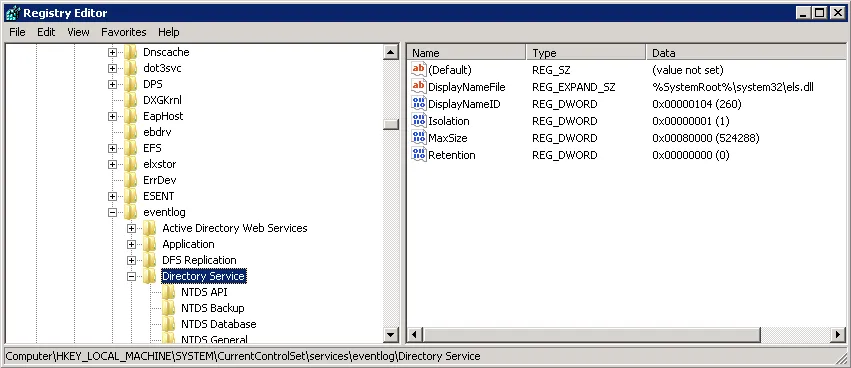 Registry Editor
File Edit View Favorites Help
Dnscache
dot3svc
DPS
DXGKrnl
EapHost
ebdrv
EFS
elxstor
ErrDev
ESENT
eventlog
Active Directory Web Services
Application
DFS Replication
Directory Service
NTDS API
NTDS Backup
NTDS Database
NTDS General
Name Type Data
ab (Default) REG_SZ (value not set)
ab DisplayNameFile REG_EXPAND_SZ %SystemRoot%\system32\els.dll
DisplayNameID REG_DWORD 0x00000104 (260)
Isolation REG_DWORD 0x00000001 (1)
MaxSize REG_DWORD 0x00080000 (524288)
Retention REG_DWORD 0x00000000 (0)
Computer\HKEY_LOCAL_MACHINE\SYSTEM\CurrentControlSet\services\eventlog\Directory Service